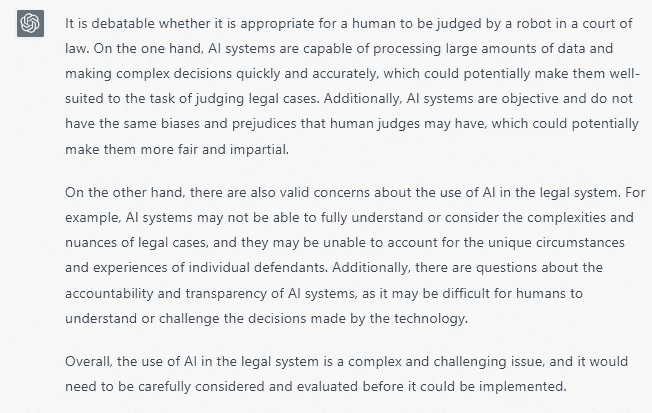 It is debatable whether it is appropriate for a human to be judged by a robot in a court of
law. On the one hand, AI systems are capable of processing large amounts of data and
making complex decisions quickly and accurately, which could potentially make them well-
suited to the task of judging legal cases. Additionally, AI systems are objective and do not
have the same biases and prejudices that human judges may have, which could potentially
make them more fair and impartial.
On the other hand, there are also valid concerns about the use of AI in the legal system. For
example, AI systems may not be able to fully understand or consider the complexities and
nuances of legal cases, and they may be unable to account for the unique circumstances
and experiences of individual defendants. Additionally, there are questions about the
accountability and transparency of AI systems, as it may be difficult for humans to
understand or challenge the decisions made by the technology.
Overall, the use of AI in the legal system is a complex and challenging issue, and it would
need to be carefully considered and evaluated before it could be implemented.